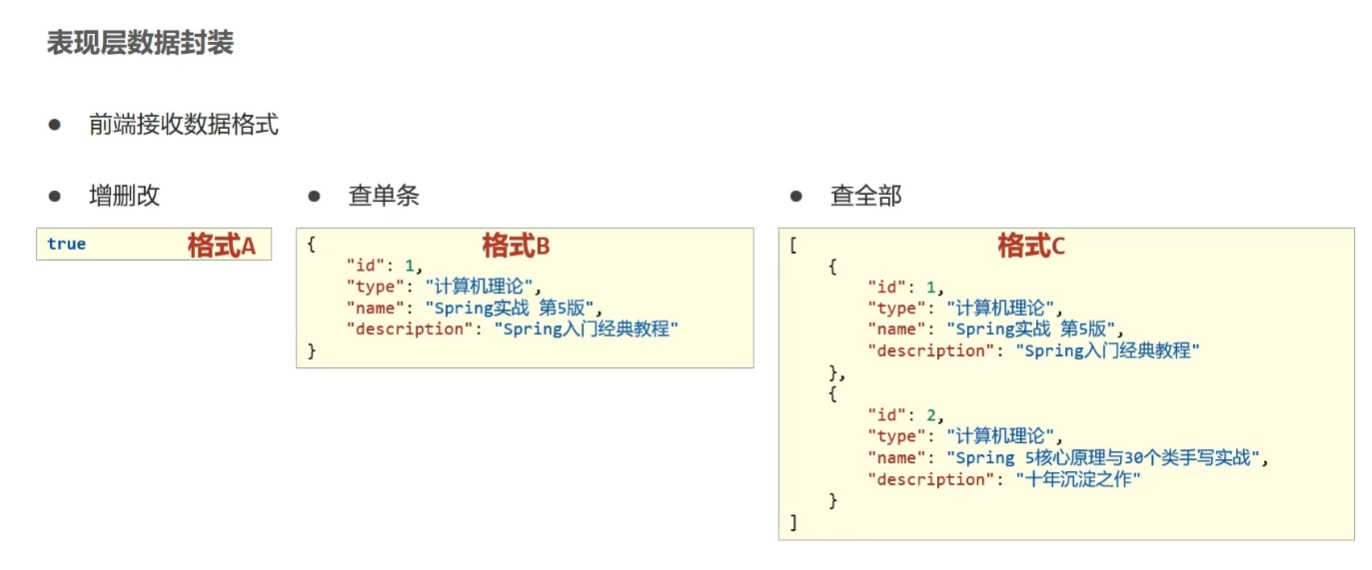 表现层数据封装
● 前端接收数据格式
● 增删改
true 格式A
● 查单条
{ 格式B
"id": 1,
"type": "计算机理论",
"name": "Spring实战 第5版",
"description": "Spring入门经典教程"
}
● 查全部
[ 格式C
{
"id": 1,
"type": "计算机理论",
"name": "Spring实战 第5版",
"description": "Spring入门经典教程"
},
{
"id": 2,
"type": "计算机理论",
"name": "Spring 5核心原理与30个类手写实战",
"description": "十年沉淀之作"
}
]